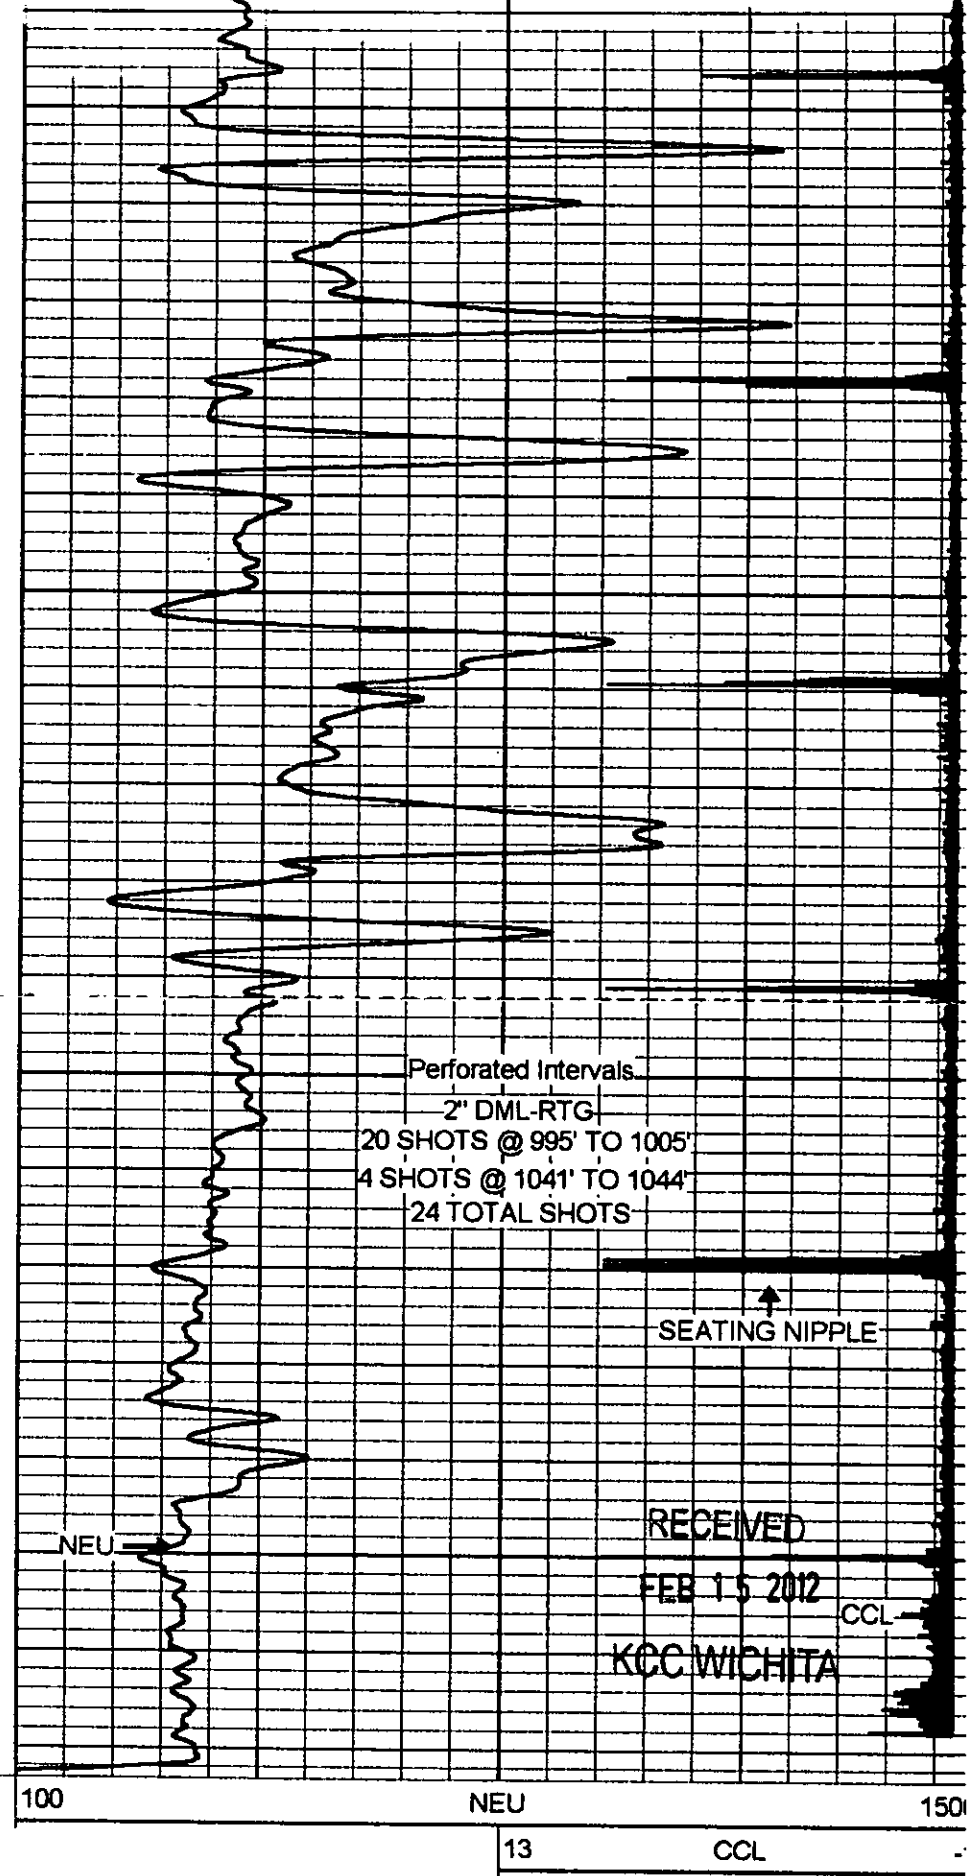 Perforated Intervals
2" DML-RTG
20 SHOTS @ 995' TO 1005'
4 SHOTS @ 1041' TO 1044'
24 TOTAL SHOTS
SEATING NIPPLE
RECEIVED
NEU
FEB 15 2012
CCL
KCC WICHITA
100 NEU 1500
13 CCL